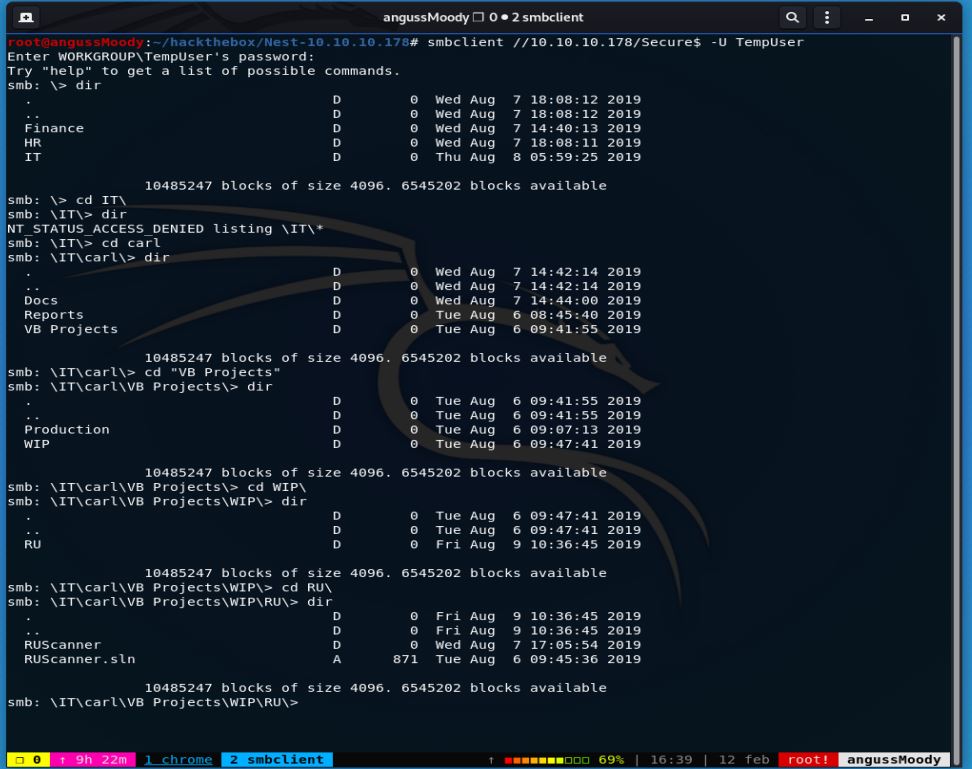 angussMoody ❐ 0 ● 2 smbclient
root@angussMoody:~/hackthebox/Nest-10.10.10.178# smbclient //10.10.10.178/Secure$ -U TempUser
Enter WORKGROUP\TempUser's password:
Try "help" to get a list of possible commands.
smb: \> dir
  .                                   D        0  Wed Aug  7 18:08:12 2019
  ..                                  D        0  Wed Aug  7 18:08:12 2019
  Finance                             D        0  Wed Aug  7 14:40:13 2019
  HR                                  D        0  Wed Aug  7 18:08:11 2019
  IT                                  D        0  Thu Aug  8 05:59:25 2019
10485247 blocks of size 4096. 6545202 blocks available
smb: \> cd IT\
smb: \IT\> dir
NT_STATUS_ACCESS_DENIED listing \IT\*
smb: \IT\> cd carl
smb: \IT\carl\> dir
  .                                   D        0  Wed Aug  7 14:42:14 2019
  ..                                  D        0  Wed Aug  7 14:42:14 2019
  Docs                                D        0  Wed Aug  7 14:44:00 2019
  Reports                             D        0  Tue Aug  6 08:45:40 2019
  VB Projects                         D        0  Tue Aug  6 09:41:55 2019
10485247 blocks of size 4096. 6545202 blocks available
smb: \IT\carl\> cd "VB Projects"
smb: \IT\carl\VB Projects\> dir
  .                                   D        0  Tue Aug  6 09:41:55 2019
  ..                                  D        0  Tue Aug  6 09:41:55 2019
  Production                          D        0  Tue Aug  6 09:07:13 2019
  WIP                                 D        0  Tue Aug  6 09:47:41 2019
10485247 blocks of size 4096. 6545202 blocks available
smb: \IT\carl\VB Projects\> cd WIP\
smb: \IT\carl\VB Projects\WIP\> dir
  .                                   D        0  Tue Aug  6 09:47:41 2019
  ..                                  D        0  Tue Aug  6 09:47:41 2019
  RU                                  D        0  Fri Aug  9 10:36:45 2019
10485247 blocks of size 4096. 6545202 blocks available
smb: \IT\carl\VB Projects\WIP> cd RU\
smb: \IT\carl\VB Projects\WIP\RU\> dir
  .                                   D        0  Fri Aug  9 10:36:45 2019
  ..                                  D        0  Fri Aug  9 10:36:45 2019
  RUScanner                           D        0  Wed Aug  7 17:05:54 2019
  RUScanner.sln                       A      871  Tue Aug  6 09:45:36 2019
10485247 blocks of size 4096. 6545202 blocks available
smb: \IT\carl\VB Projects\WIP\RU\>
❐ 0 ↑ 9h 22m 1 chrome 2 smbclient ↑ 69% | 16:39 | 12 feb root! angussMoody